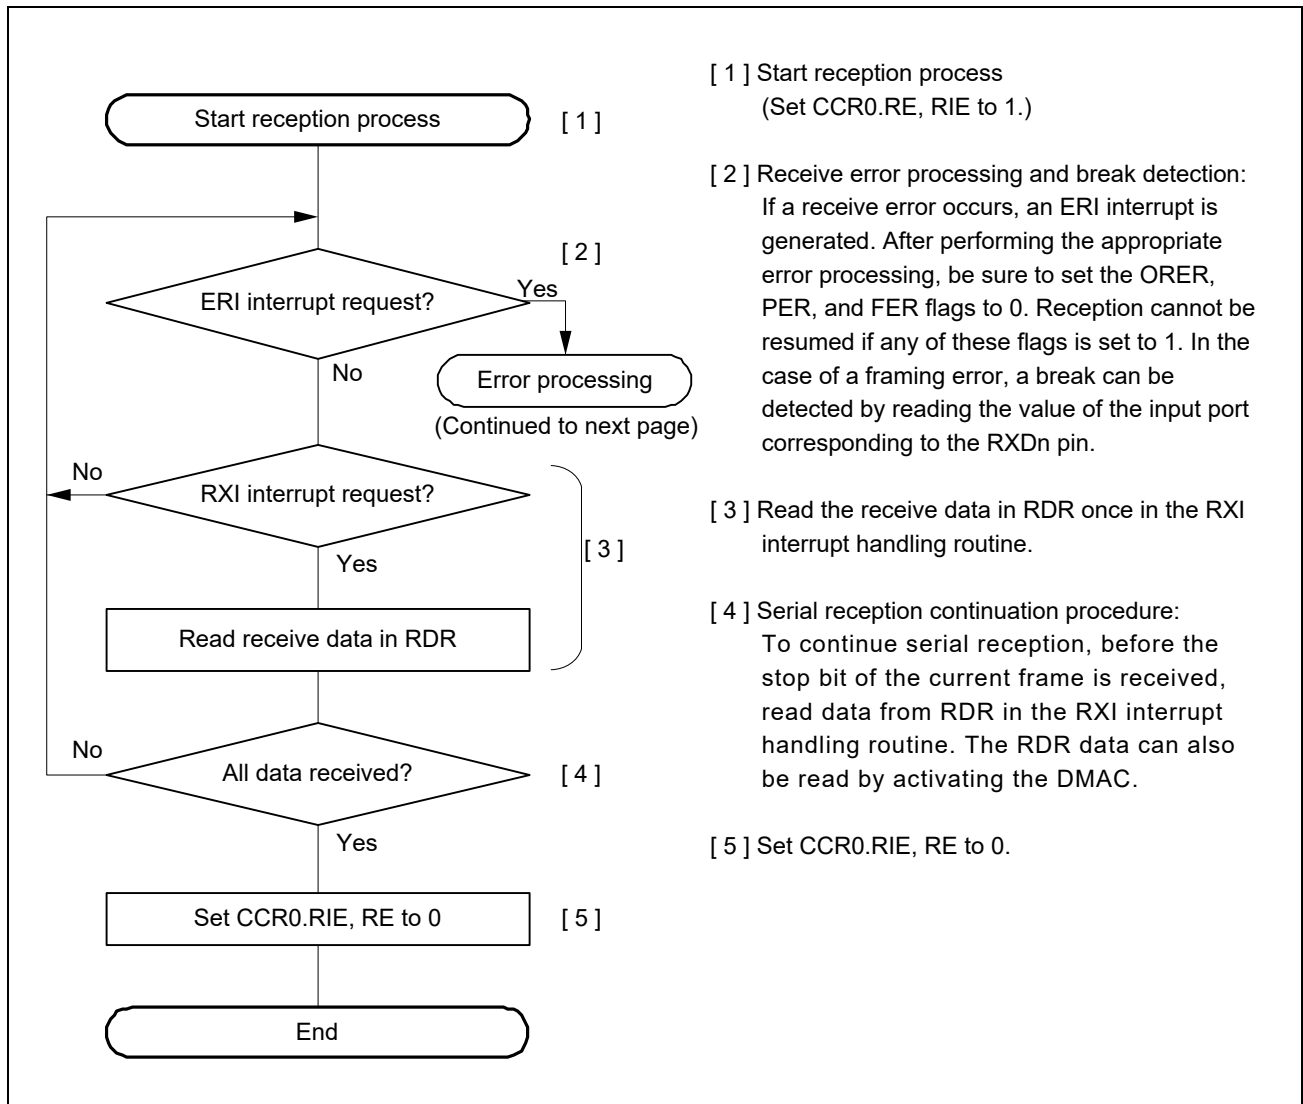 Start reception process
[ 1 ]
[ 2 ]
ERI interrupt request?
Yes
No
Error processing
(Continued to next page)
No
RXI interrupt request?
[ 3 ]
Yes
Read receive data in RDR
No
All data received?
[ 4 ]
Yes
Set CCR0.RIE, RE to 0
[ 5 ]
End
[ 1 ] Start reception process
(Set CCR0.RE, RIE to 1.)
[ 2 ] Receive error processing and break detection:
If a receive error occurs, an ERI interrupt is
generated. After performing the appropriate
error processing, be sure to set the ORER,
PER, and FER flags to 0. Reception cannot be
resumed if any of these flags is set to 1. In the
case of a framing error, a break can be
detected by reading the value of the input port
corresponding to the RXDn pin.
[ 3 ] Read the receive data in RDR once in the RXI
interrupt handling routine.
[ 4 ] Serial reception continuation procedure:
To continue serial reception, before the
stop bit of the current frame is received,
read data from RDR in the RXI interrupt
handling routine. The RDR data can also
be read by activating the DMAC.
[ 5 ] Set CCR0.RIE, RE to 0.